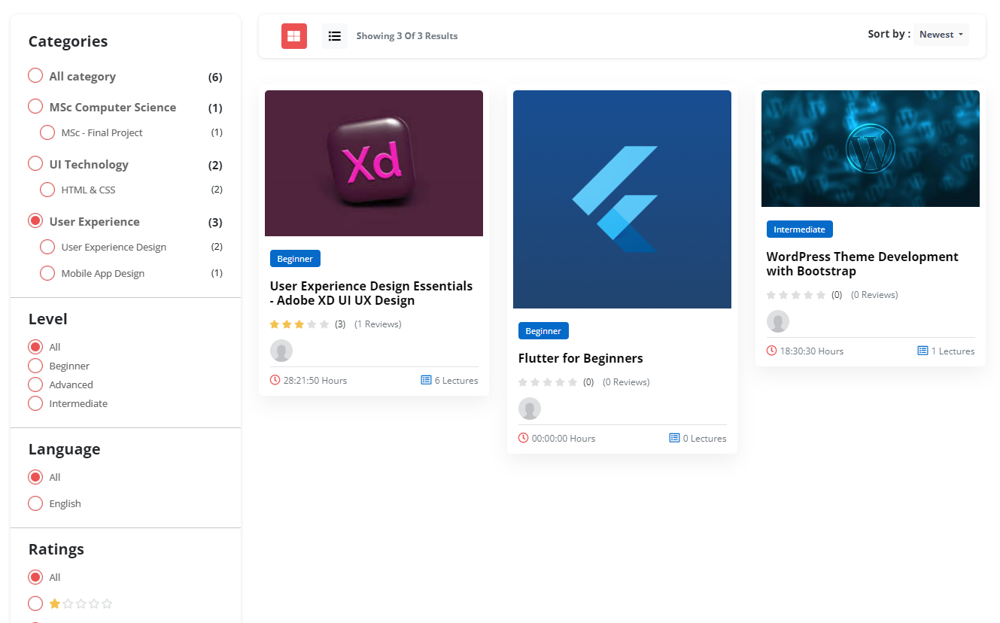 Categories
All category (6)
MSc Computer Science (1)
MSc - Final Project (1)
UI Technology (2)
HTML & CSS (2)
User Experience (3)
User Experience Design (2)
Mobile App Design (1)
Level
All
Beginner
Advanced
Intermediate
Language
All
English
Ratings
All
Showing 3 Of 3 Results
Sort by : Newest
Xd
Beginner
User Experience Design Essentials
- Adobe XD UI UX Design
(3) (1 Reviews)
28:21:50 Hours 6 Lectures
Beginner
Flutter for Beginners
(0) (0 Reviews)
00:00:00 Hours 0 Lectures
W
Intermediate
WordPress Theme Development
with Bootstrap
(0) (0 Reviews)
18:30:30 Hours 1 Lectures